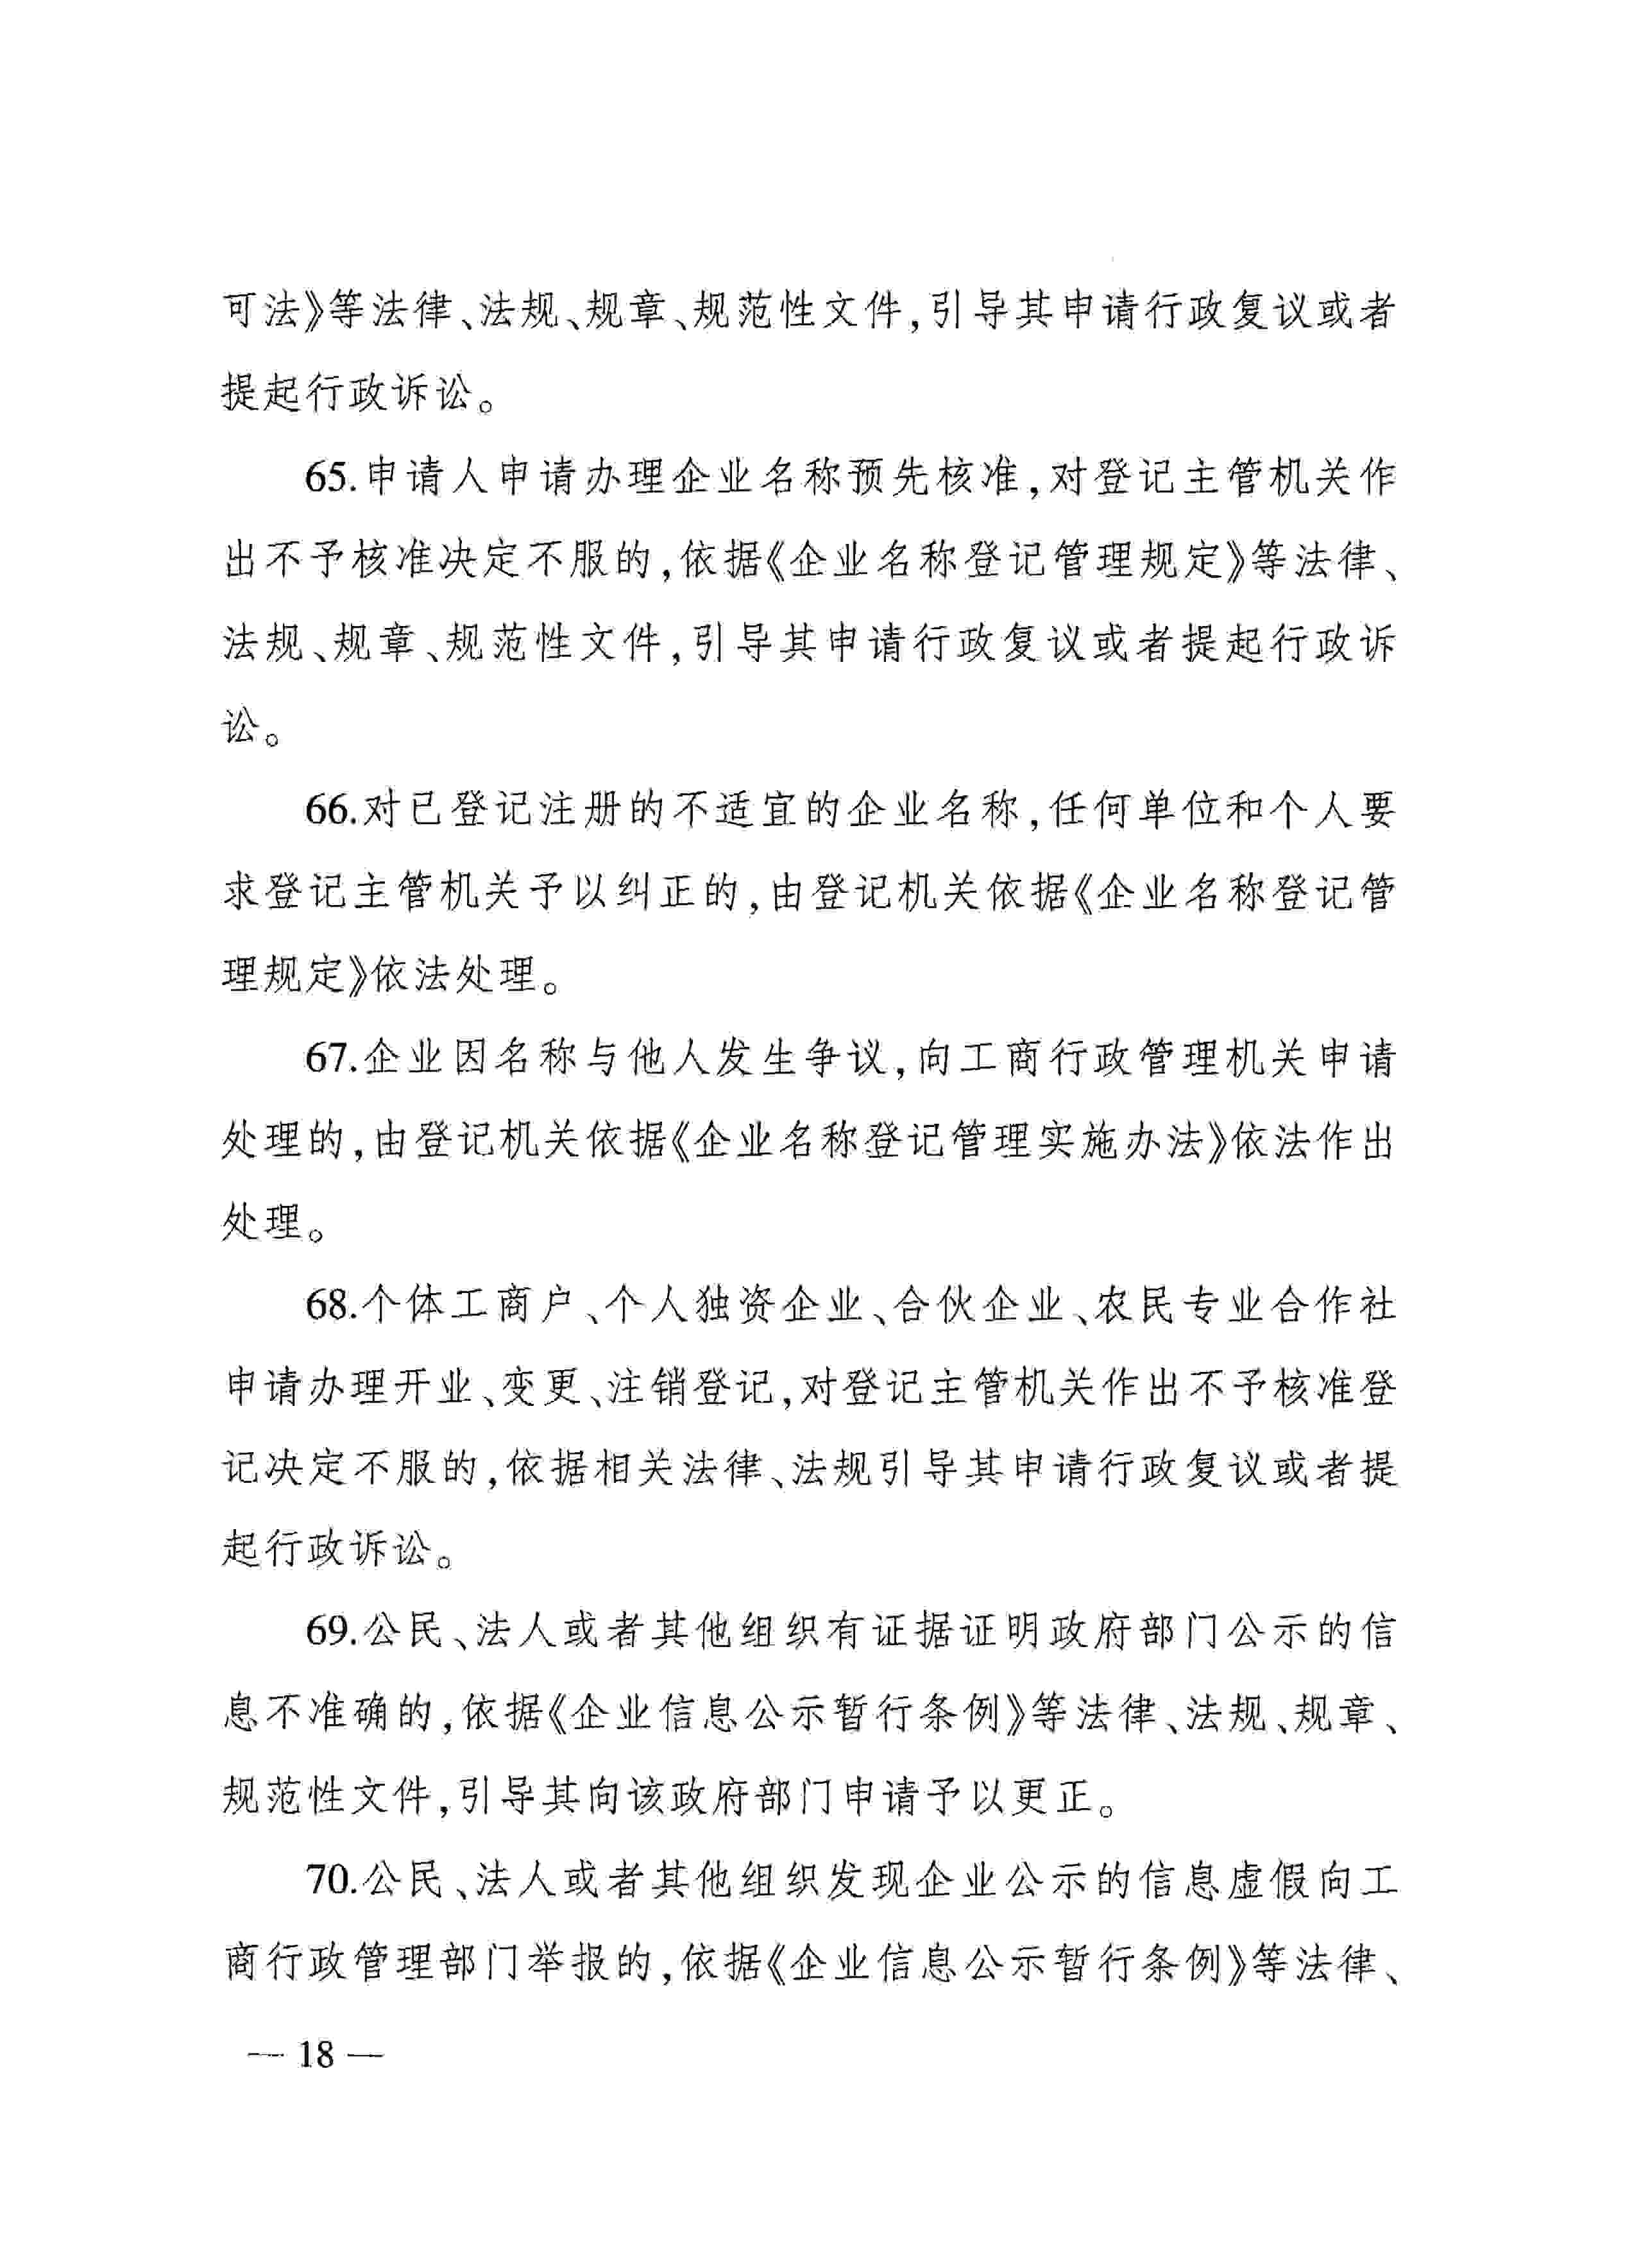 可法》等法律、法规、规章、规范性文件,引导其申请行政复议或者
提起行政诉讼。
65.申请人申请办理企业名称预先核准,对登记主管机关作
出不予核准决定不服的,依据《企业名称登记管理规定》等法律、
法规、规章、规范性文件,引导其申请行政复议或者提起行政诉
讼。
66.对已登记注册的不适宜的企业名称,任何单位和个人要
求登记主管机关予以纠正的,由登记机关依据《企业名称登记管
理规定》依法处理。
67.企业因名称与他人发生争议,向工商行政管理机关申请
处理的,由登记机关依据《企业名称登记管理实施办法》依法作出
处理。
68.个体工商户、个人独资企业、合伙企业、农民专业合作社
申请办理开业、变更、注销登记,对登记主管机关作出不予核准登
记决定不服的,依据相关法律、法规引导其申请行政复议或者提
起行政诉讼。
69.公民、法人或者其他组织有证据证明政府部门公示的信
息不准确的,依据《企业信息公示暂行条例》等法律、法规、规章、
规范性文件,引导其向该政府部门申请予以更正。
70.公民、法人或者其他组织发现企业公示的信息虚假向工
商行政管理部门举报的,依据《企业信息公示暂行条例》等法律、
— 18 —